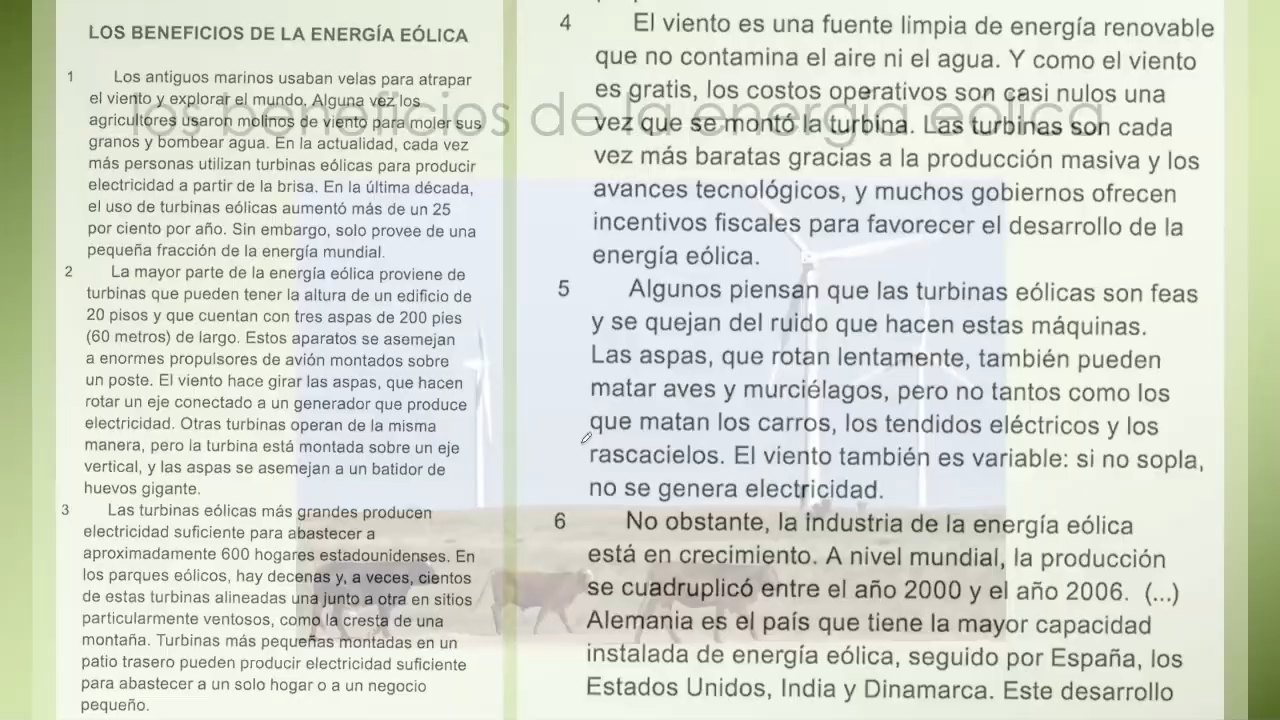 LOS BENEFICIOS DE LA ENERGÍA EÓLICA
1 Los antiguos marinos usaban velas para atrapar
el viento y explorar el mundo. Alguna vez los
agricultores usaron molinos de viento para moler sus
granos y bombear agua. En la actualidad, cada vez
más personas utilizan turbinas eólicas para producir
electricidad a partir de la brisa. En la última década,
el uso de turbinas eólicas aumentó más de un 25
por ciento por año. Sin embargo, solo provee de una
pequeña fracción de la energía mundial.
2 La mayor parte de la energía eólica proviene de
turbinas que pueden tener la altura de un edificio de
20 pisos y que cuentan con tres aspas de 200 pies
(60 metros) de largo. Estos aparatos se asemejan
a enormes propulsores de avión montados sobre
un poste. El viento hace girar las aspas, que hacen
rotar un eje conectado a un generador que produce
electricidad. Otras turbinas operan de la misma
manera, pero la turbina está montada sobre un eje
vertical, y las aspas se asemejan a un batidor de
huevos gigante.
3 Las turbinas eólicas más grandes producen
electricidad suficiente para abastecer a
aproximadamente 600 hogares estadounidenses. En
los parques eólicos, hay decenas y, a veces, cientos
de estas turbinas alineadas una junto a otra en sitios
particularmente ventosos, como la cresta de una
montaña. Turbinas más pequeñas montadas en un
patio trasero pueden producir electricidad suficiente
para abastecer a un solo hogar o a un negocio
pequeño.
4 El viento es una fuente limpia de energía renovable
que no contamina el aire ni el agua. Y como el viento
es gratis, los costos operativos son casi nulos una
vez que se montó la turbina. Las turbinas son cada
vez más baratas gracias a la producción masiva y los
avances tecnológicos, y muchos gobiernos ofrecen
incentivos fiscales para favorecer el desarrollo de la
energía eólica.
5 Algunos piensan que las turbinas eólicas son feas
y se quejan del ruido que hacen estas máquinas.
Las aspas, que rotan lentamente, también pueden
matar aves y murciélagos, pero no tantos como los
que matan los carros, los tendidos eléctricos y los
rascacielos. El viento también es variable: si no sopla,
no se genera electricidad.
6 No obstante, la industria de la energía eólica
está en crecimiento. A nivel mundial, la producción
se cuadruplicó entre el año 2000 y el año 2006. (...)
Alemania es el país que tiene la mayor capacidad
instalada de energía eólica, seguido por España, los
Estados Unidos, India y Dinamarca. Este desarrollo
los beneficios de la energía eólica